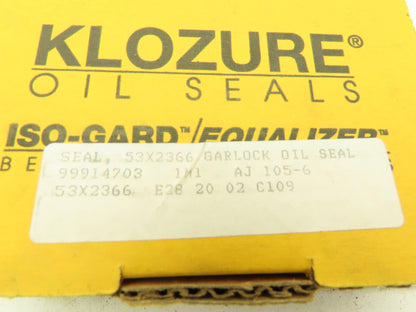 KLOZURE®
OIL SEALS
ISO-GARD™/EQUALIZER™
BE S
SEAL, 53X2366 GARLOCK OIL SEAL
99914703 1M1 AJ 105-6
53X2366 E28 20 02 C109